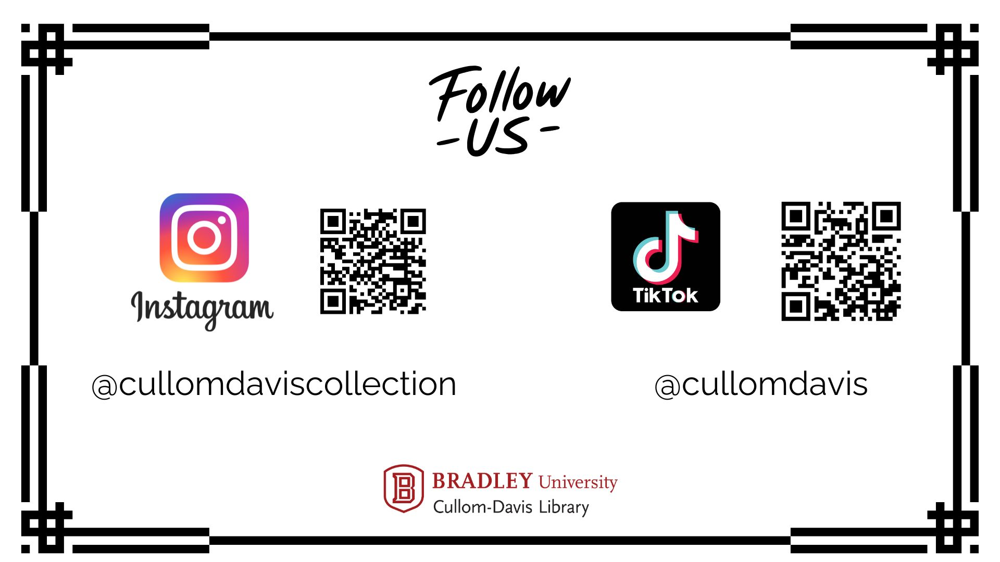 Follow
-US-
Instagram
TikTok
@cullomdaviscollection
@cullomdavis
B
BRADLEY University
Cullom-Davis Library